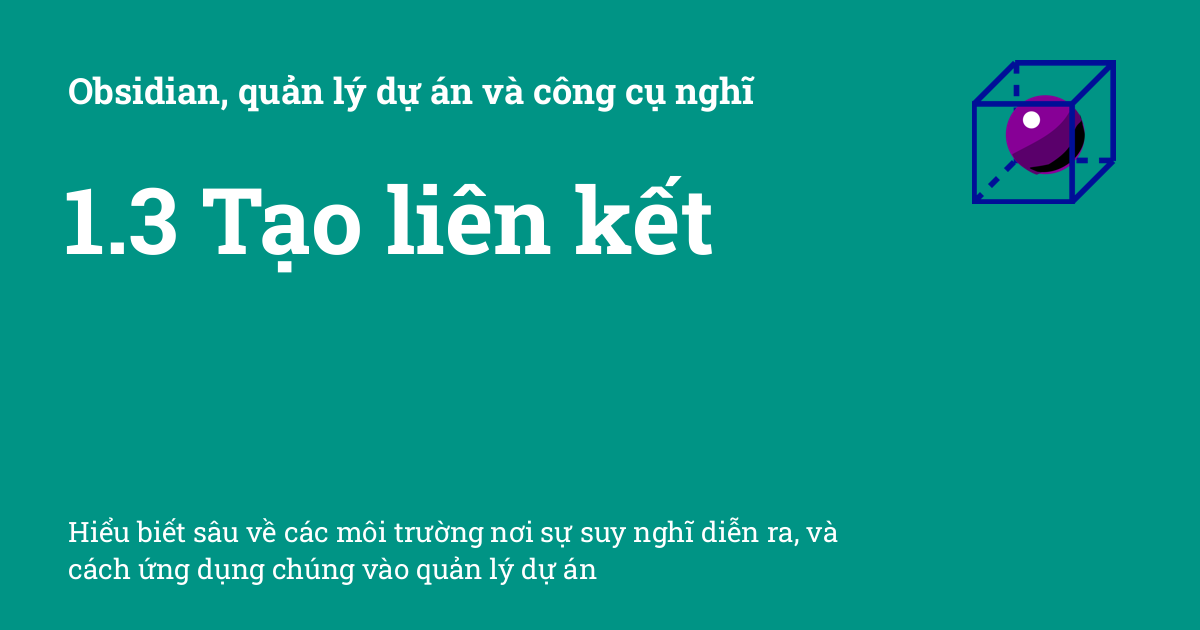 Obsidian, quản lý dự án và công cụ nghĩ
1.3 Tạo liên kết
Hiểu biết sâu về các môi trường nơi sự suy nghĩ diễn ra, và
cách ứng dụng chúng vào quản lý dự án